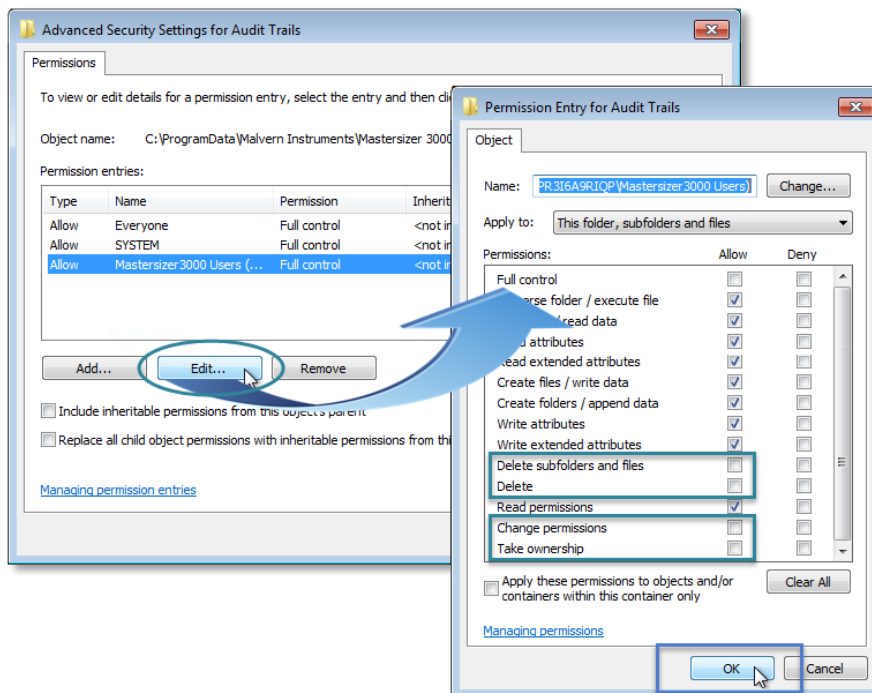 Advanced Security Settings for Audit Trails
Permissions
To view or edit details for a permission entry, select the entry and then cli
Object name: C:\ProgramData\Malvern Instruments\Mastersizer 3000
Permission entries:
Type Name Permission Inherit
Allow Everyone Full control <not in
Allow SYSTEM Full control <not in
Allow Mastersizer3000 Users (... Full control <not in
Add... Edit... Remove
Include inheritable permissions from this object's parent
Replace all child object permissions with inheritable permissions from thi
Managing permission entries
Permission Entry for Audit Trails
Object
Name: PR3I6A9RIQP\Mastersizer3000 Users) Change...
Apply to: This folder, subfolders and files
Permissions: Allow Deny
Full control
erse folder / execute file
/ read data
attributes
Read extended attributes
Create files / write data
Create folders / append data
Write attributes
Write extended attributes
Delete subfolders and files
Delete
Read permissions
Change permissions
Take ownership
Apply these permissions to objects and/or
containers within this container only
Clear All
Managing permissions
OK Cancel